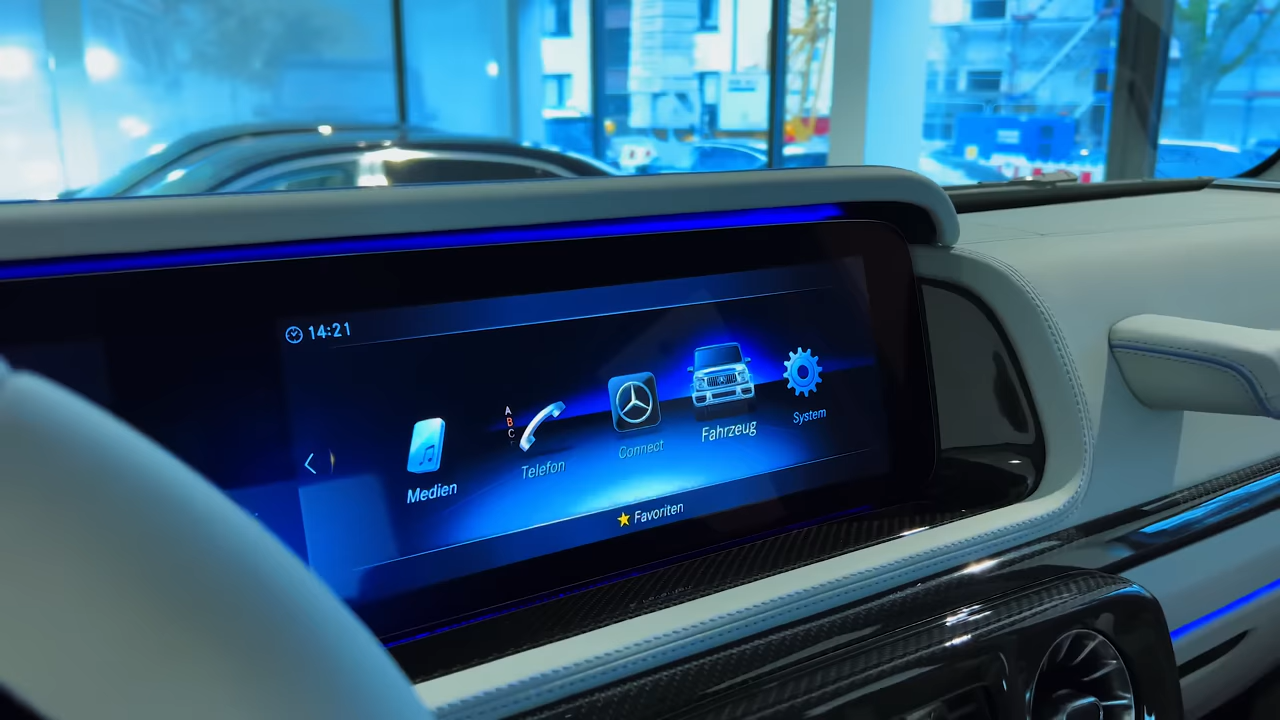 14:21
A
B
C
Medien
Telefon
Connect
Fahrzeug
System
Favoriten